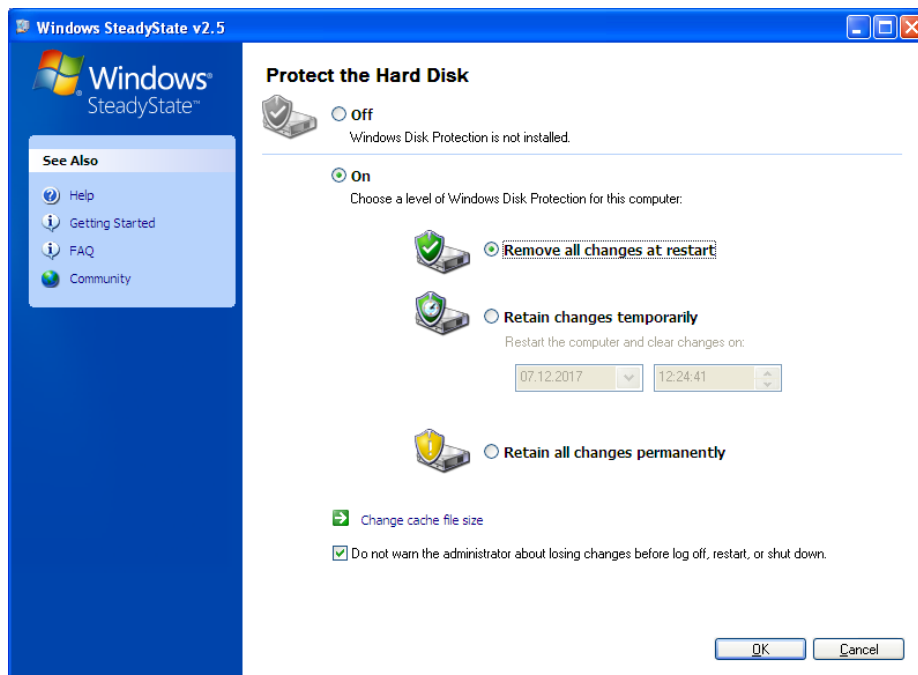 Windows SteadyState v2.5
Windows®
SteadyState™
See Also
Help
Getting Started
FAQ
Community
Protect the Hard Disk
Off
Windows Disk Protection is not installed.
On
Choose a level of Windows Disk Protection for this computer:
Remove all changes at restart
Retain changes temporarily
Restart the computer and clear changes on:
07.12.2017 12:24:41
Retain all changes permanently
Change cache file size
Do not warn the administrator about losing changes before log off, restart, or shut down.
OK Cancel